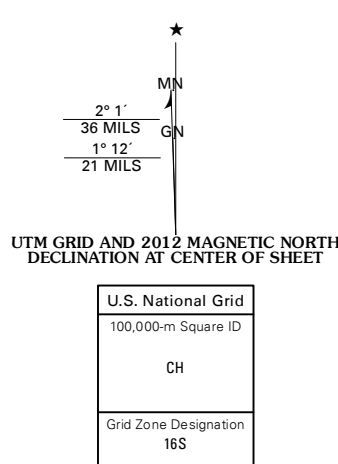 ★
MN
GN
2° 1´
36 MILS
1° 12´
21 MILS
UTM GRID AND 2012 MAGNETIC NORTH
DECLINATION AT CENTER OF SHEET
U.S. National Grid
100,000-m Square ID
CH
Grid Zone Designation
16S